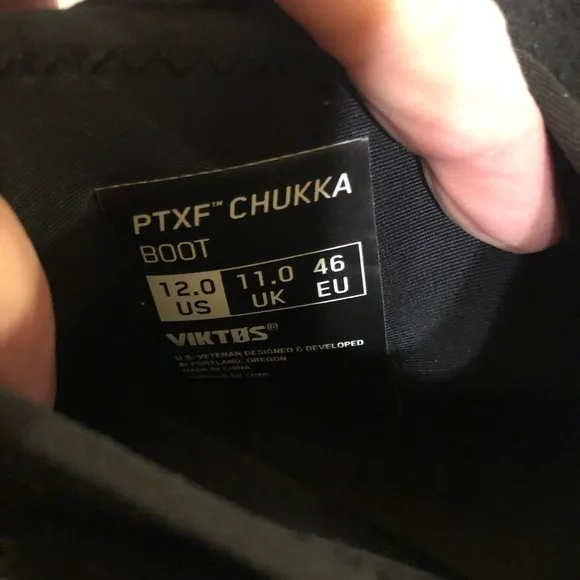 PTXF™ CHUKKA
BOOT
12.0 11.0 46
US UK EU
VIKTØS®
U.S. VETERAN DESIGNED & DEVELOPED
IN PORTLAND, OREGON
MADE IN CHINA